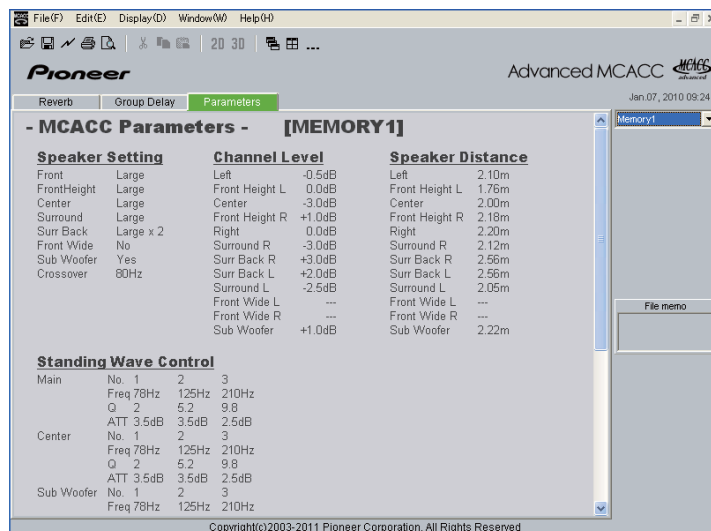 MCACC File(F) Edit(E) Display(D) Window(W) Help(H)
2D 3D ...
Pioneer Advanced MCACC MCACC advanced
Reverb Group Delay Parameters Jan.07, 2010 09:24
- MCACC Parameters - [MEMORY1] Memory1
Speaker Setting Channel Level Speaker Distance
Front Large Left -0.5dB Left 2.10m
FrontHeight Large Front Height L 0.0dB Front Height L 1.76m
Center Large Center -3.0dB Center 2.00m
Surround Large Front Height R +1.0dB Front Height R 2.18m
Surr Back Large x 2 Right 0.0dB Right 2.20m
Front Wide No Surround R -3.0dB Surround R 2.12m
Sub Woofer Yes Surr Back R +3.0dB Surr Back R 2.56m
Crossover 80Hz Surr Back L +2.0dB Surr Back L 2.56m
Surround L -2.5dB Surround L 2.05m
Front Wide L --- Front Wide L ---
Front Wide R --- Front Wide R ---
Sub Woofer +1.0dB Sub Woofer 2.22m
File memo
Standing Wave Control
Main No. 1 2 3
Freq 78Hz 125Hz 210Hz
Q 2 5.2 9.8
ATT 3.5dB 3.5dB 2.5dB
Center No. 1 2 3
Freq 78Hz 125Hz 210Hz
Q 2 5.2 9.8
ATT 3.5dB 3.5dB 2.5dB
Sub Woofer No. 1 2 3
Freq 78Hz 125Hz 210Hz
Copyright(c)2003-2011 Pioneer Corporation. All Rights Reserved